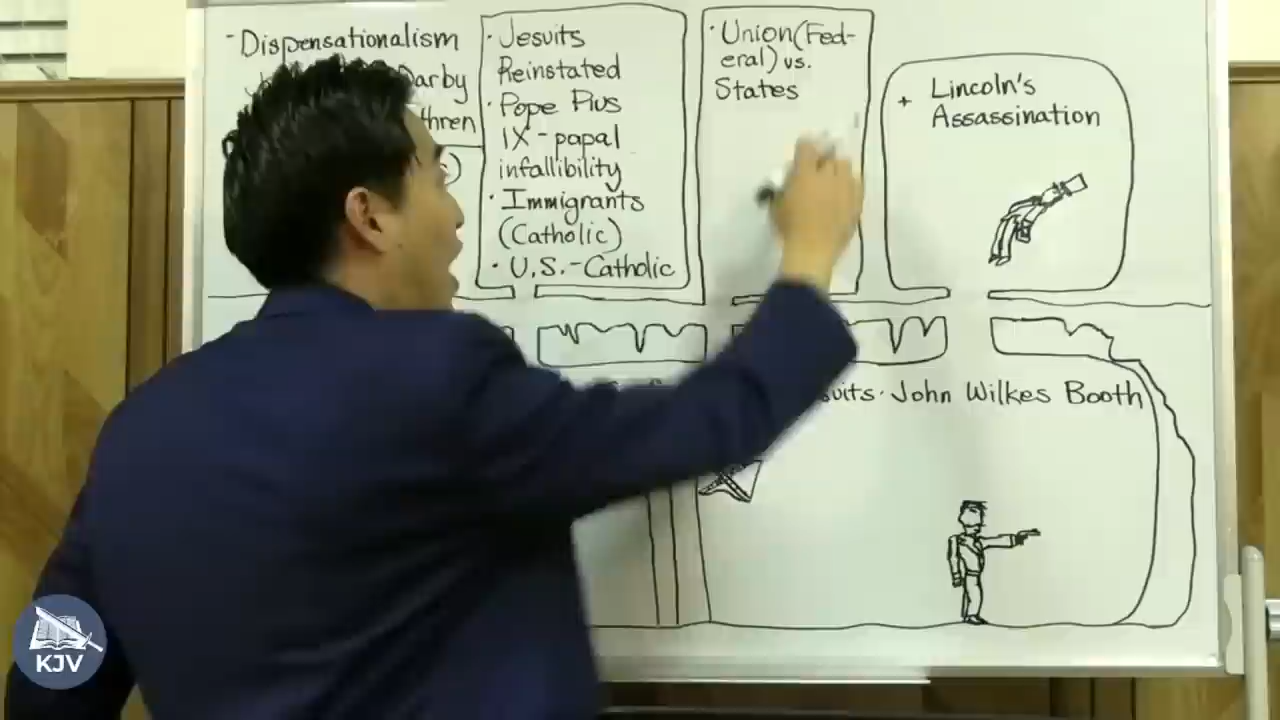 - Dispensationalism
Darby
thren
· Jesuits
Reinstated
· Pope Pius
IX - papal
infallibility
· Immigrants
(Catholic)
· U.S.-Catholic
· Union (Fed-
eral) vs.
States
+ Lincoln's
Assassination
suits · John Wilkes Booth
KJV